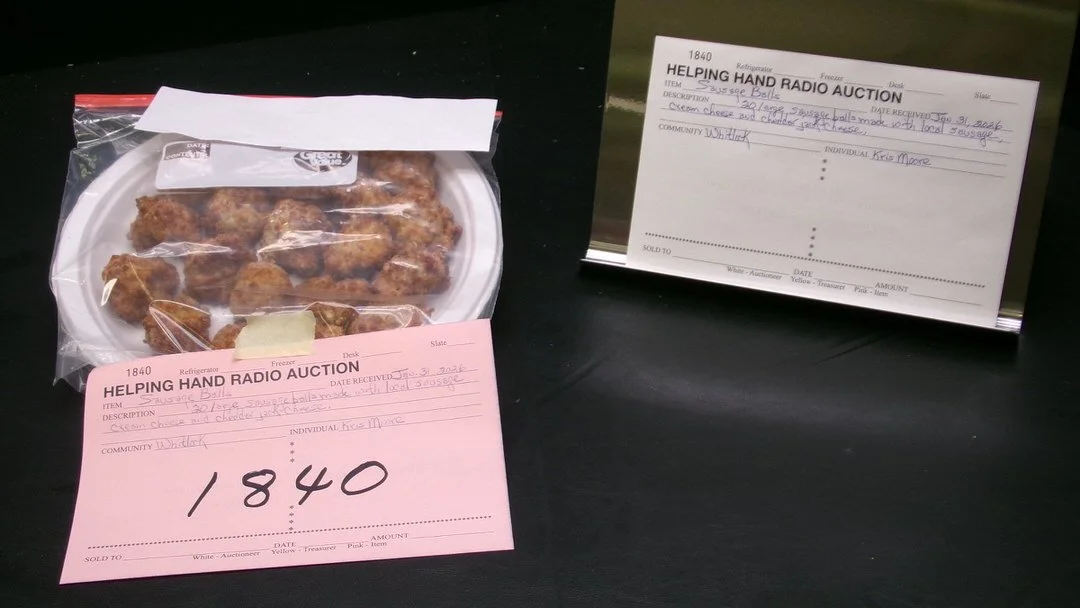 DATE
CONTENTS
Great Value
1840
Refrigerator Freezer Desk Slate
HELPING HAND RADIO AUCTION
ITEM Sausage Balls DATE RECEIVED Jan. 31, 2026
DESCRIPTION 30/large sausage balls made with local sausage,
cream cheese and cheddar jack cheese.
COMMUNITY Whitlock INDIVIDUAL Kris Moore
1840
SOLD TO DATE AMOUNT
White - Auctioneer Yellow - Treasurer Pink - Item
1840
Refrigerator Freezer Desk Slate
HELPING HAND RADIO AUCTION
ITEM Sausage Balls DATE RECEIVED Jan 31, 2026
DESCRIPTION 30/large sausage balls made with local sausage,
cream cheese and cheddar jack cheese.
COMMUNITY Whitlock INDIVIDUAL Kris Moore
SOLD TO DATE AMOUNT
White - Auctioneer Yellow - Treasurer Pink - Item